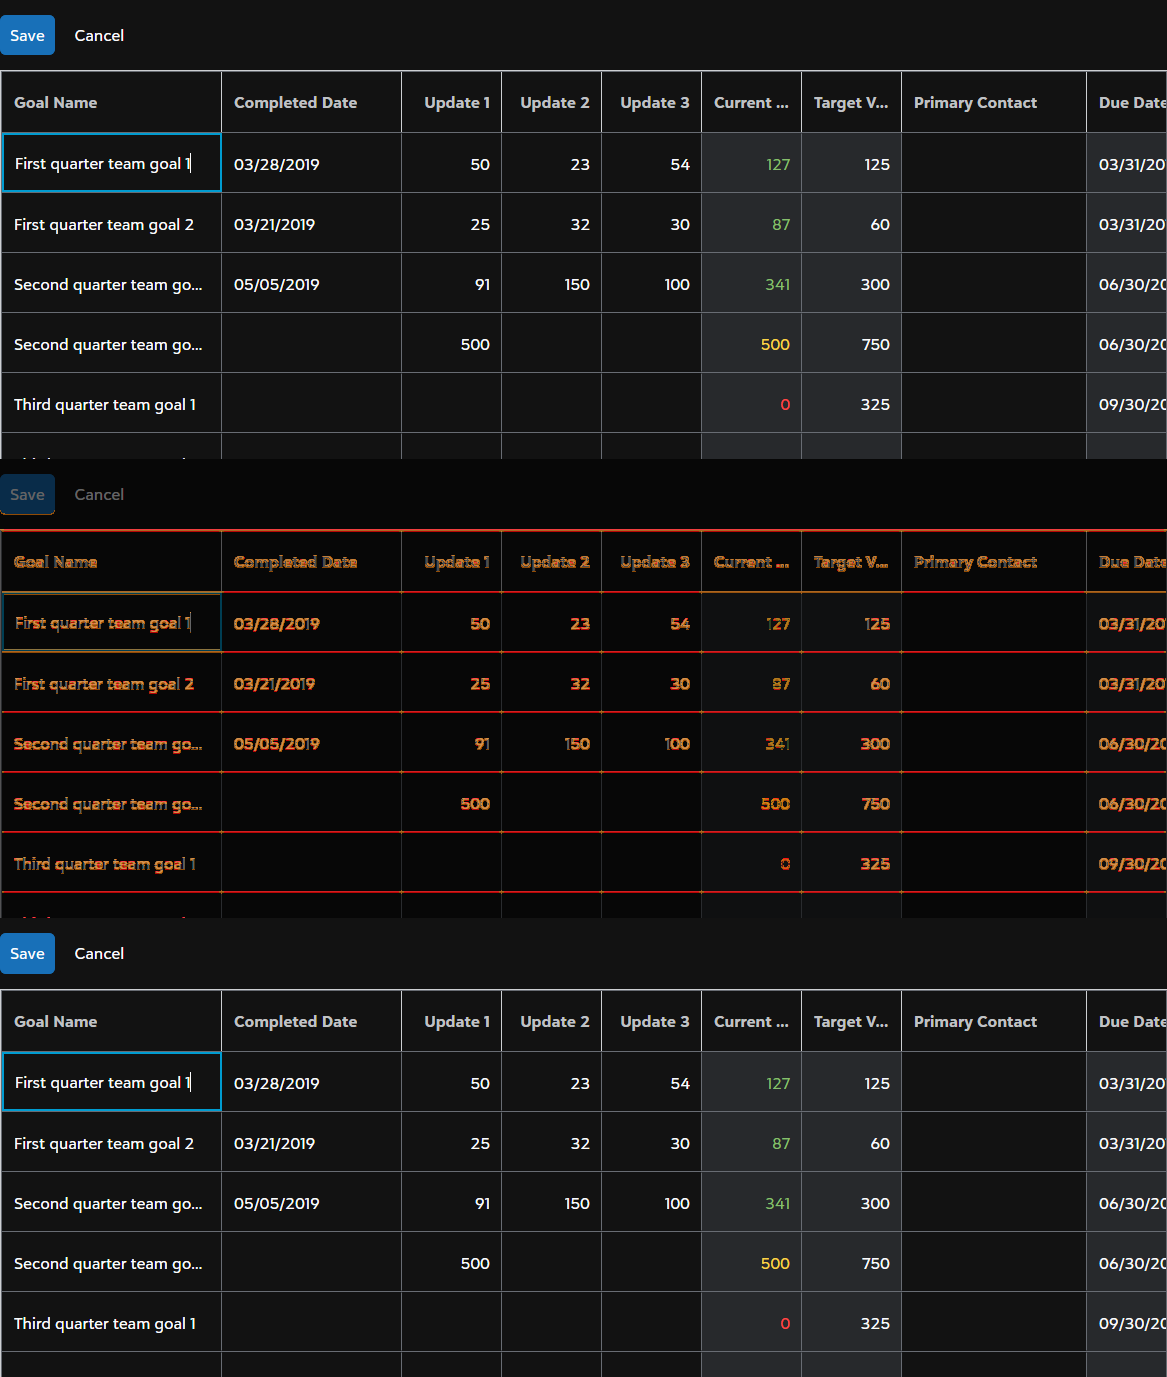 Save Cancel
Goal Name Completed Date Update 1 Update 2 Update 3 Current ... Target V... Primary Contact Due Date
First quarter team goal 1 03/28/2019 50 23 54 127 125 03/31/20
First quarter team goal 2 03/21/2019 25 32 30 87 60 03/31/20
Second quarter team go... 05/05/2019 91 150 100 341 300 06/30/20
Second quarter team go... 500 500 750 06/30/20
Third quarter team goal 1 0 325 09/30/20
Save Cancel
Goal Name Completed Date Update 1 Update 2 Update 3 Current ... Target V... Primary Contact Due Date
First quarter team goal 1 03/28/2019 50 23 54 127 125 03/31/20
First quarter team goal 2 03/21/2019 25 32 30 87 60 03/31/20
Second quarter team go... 05/05/2019 91 150 100 341 300 06/30/20
Second quarter team go... 500 500 750 06/30/20
Third quarter team goal 1 0 325 09/30/20
Save Cancel
Goal Name Completed Date Update 1 Update 2 Update 3 Current ... Target V... Primary Contact Due Date
First quarter team goal 1 03/28/2019 50 23 54 127 125 03/31/20
First quarter team goal 2 03/21/2019 25 32 30 87 60 03/31/20
Second quarter team go... 05/05/2019 91 150 100 341 300 06/30/20
Second quarter team go... 500 500 750 06/30/20
Third quarter team goal 1 0 325 09/30/20